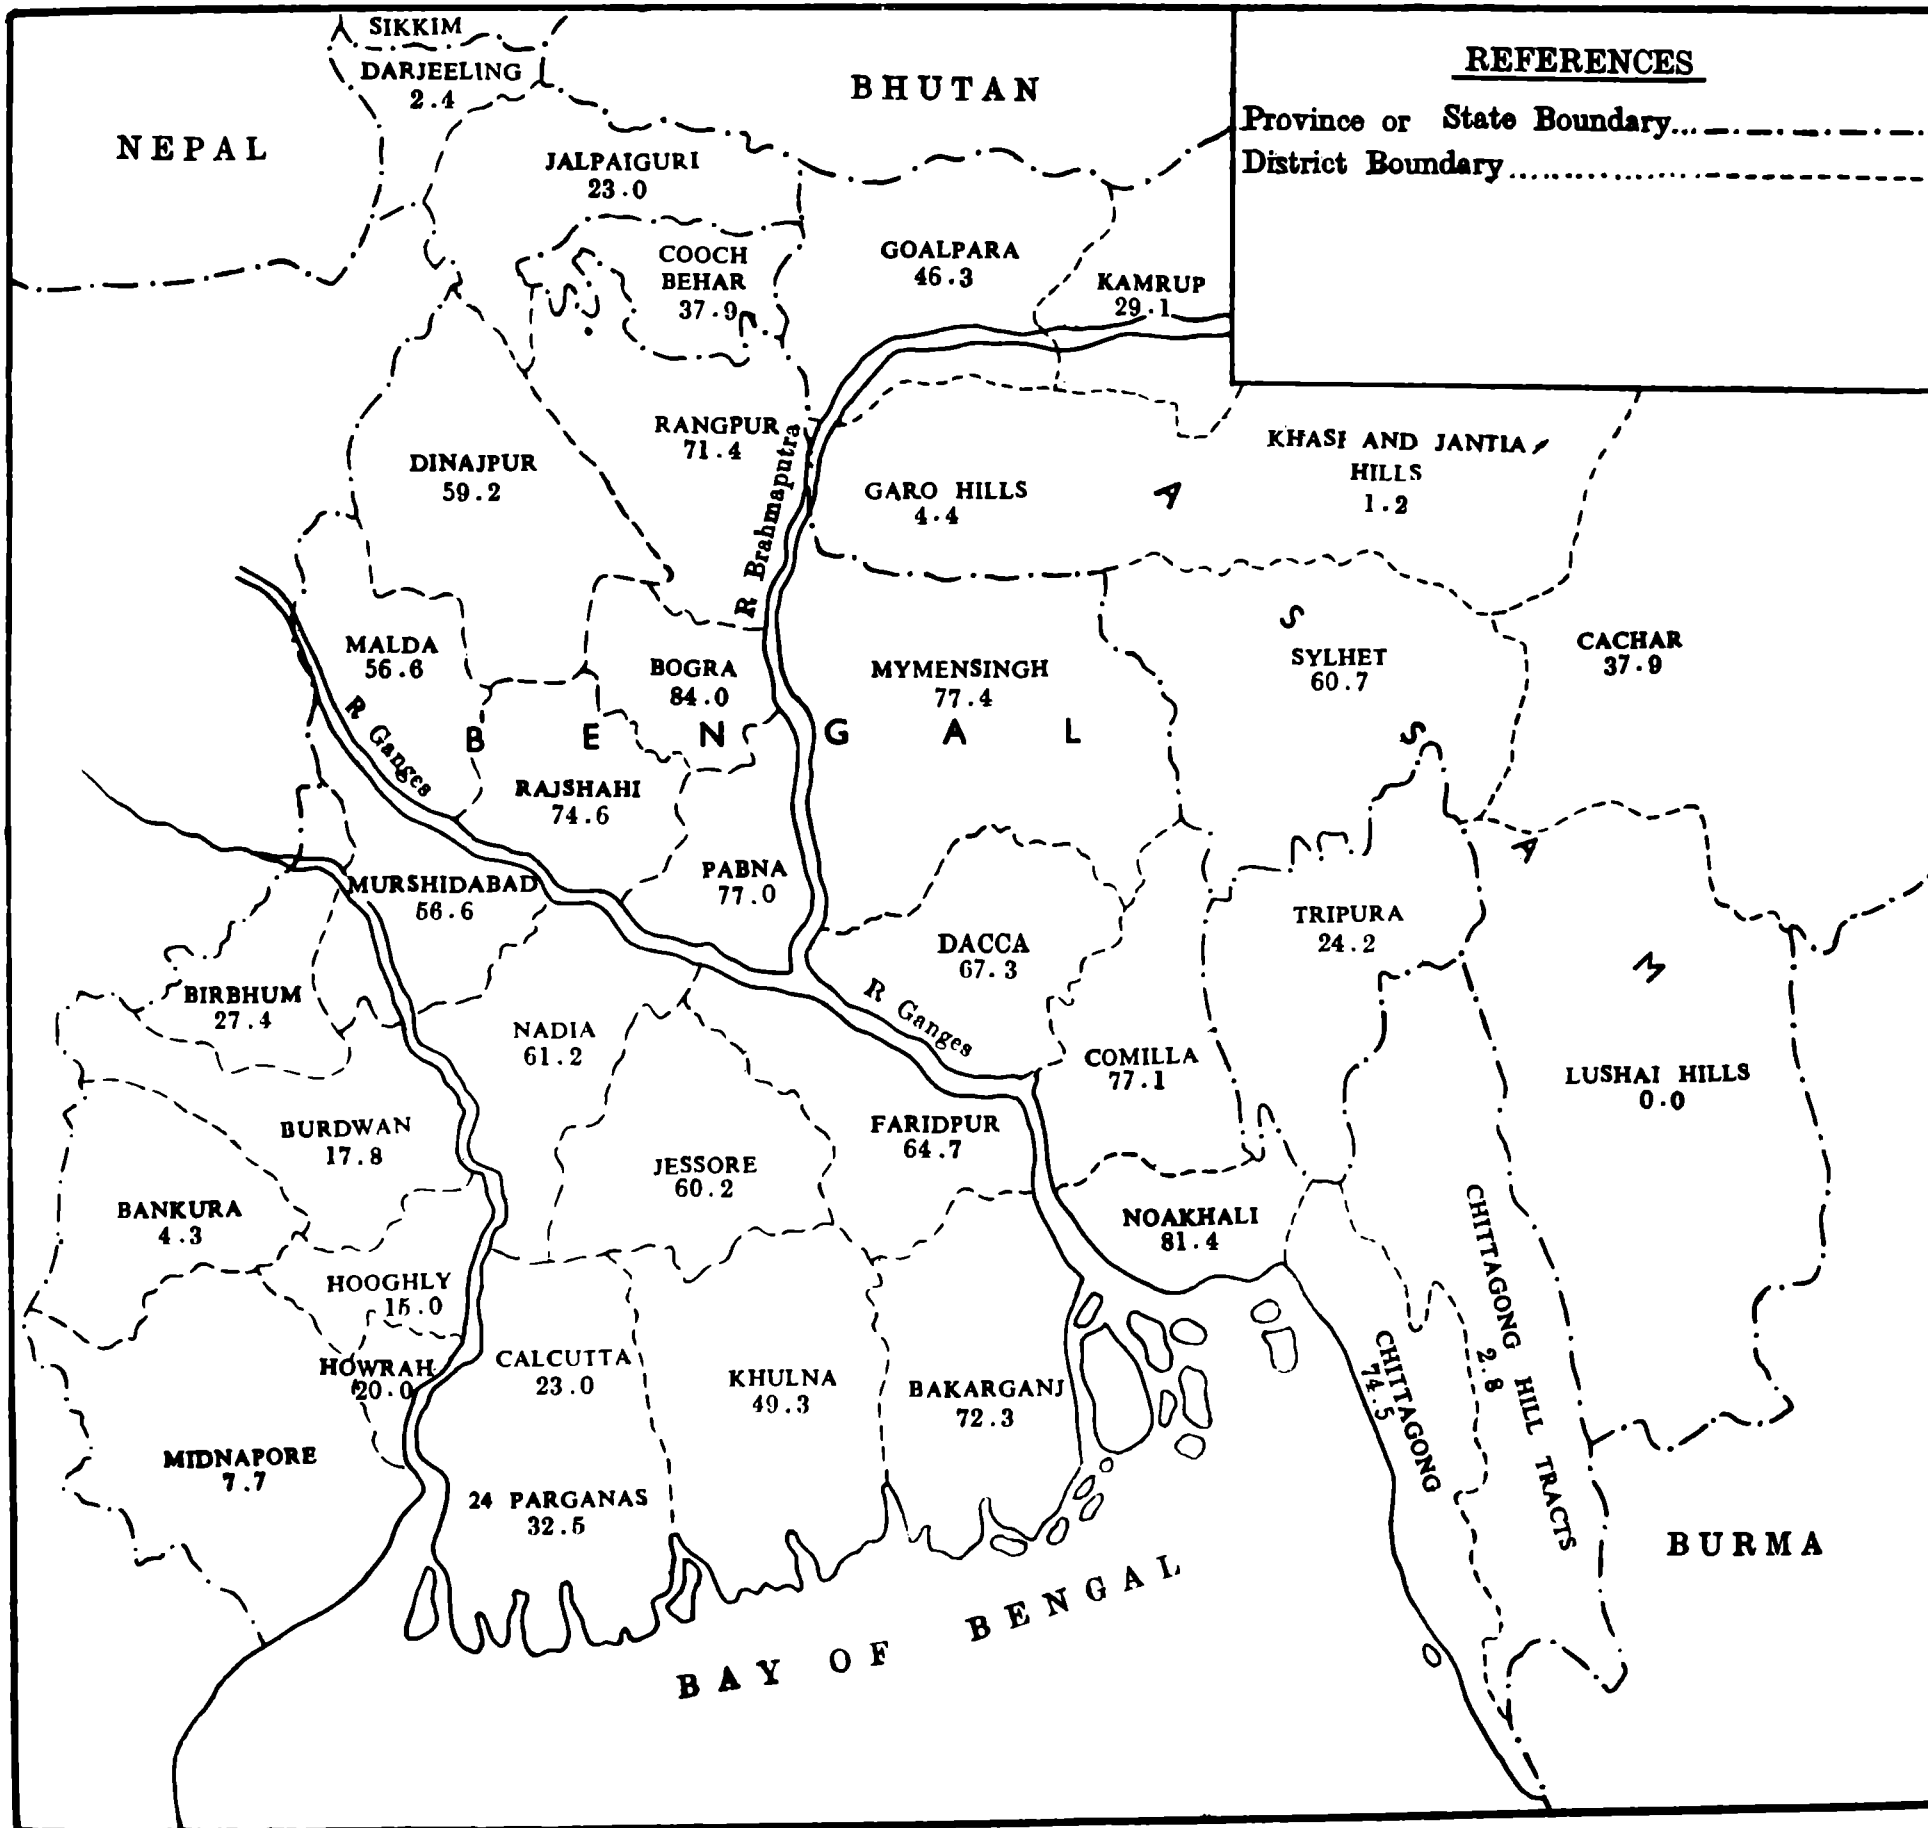 SIKKIM
DARJEELING
2.4
BHUTAN
NEPAL
REFERENCES
Province or State Boundary
District Boundary
JALPAIGURI
23.0
COOCH
BEHAR
37.9
GOALPARA
46.3
KAMRUP
29.1
RANGPUR
71.4
DINAJPUR
59.2
R Brahmaputra
GARO HILLS
4.4
KHASI AND JANTIA
HILLS
1.2
A S S A M
MALDA
56.6
BOGRA
84.0
MYMENSINGH
77.4
SYLHET
60.7
CACHAR
37.9
R Ganges
B E N G A L
RAJSHAHI
74.6
PABNA
77.0
MURSHIDABAD
56.6
DACCA
67.3
TRIPURA
24.2
BIRBHUM
27.4
NADIA
61.2
R Ganges
COMILLA
77.1
LUSHAI HILLS
0.0
BURDWAN
17.8
FARIDPUR
64.7
JESSORE
60.2
BANKURA
4.3
NOAKHALI
81.4
HOOGHLY
15.0
HOWRAH
20.0
CALCUTTA
23.0
KHULNA
49.3
BAKARGANJ
72.3
CHITTAGONG
74.5
CHITTAGONG HILL TRACTS
2.8
MIDNAPORE
7.7
24 PARGANAS
32.5
BURMA
BAY OF BENGAL